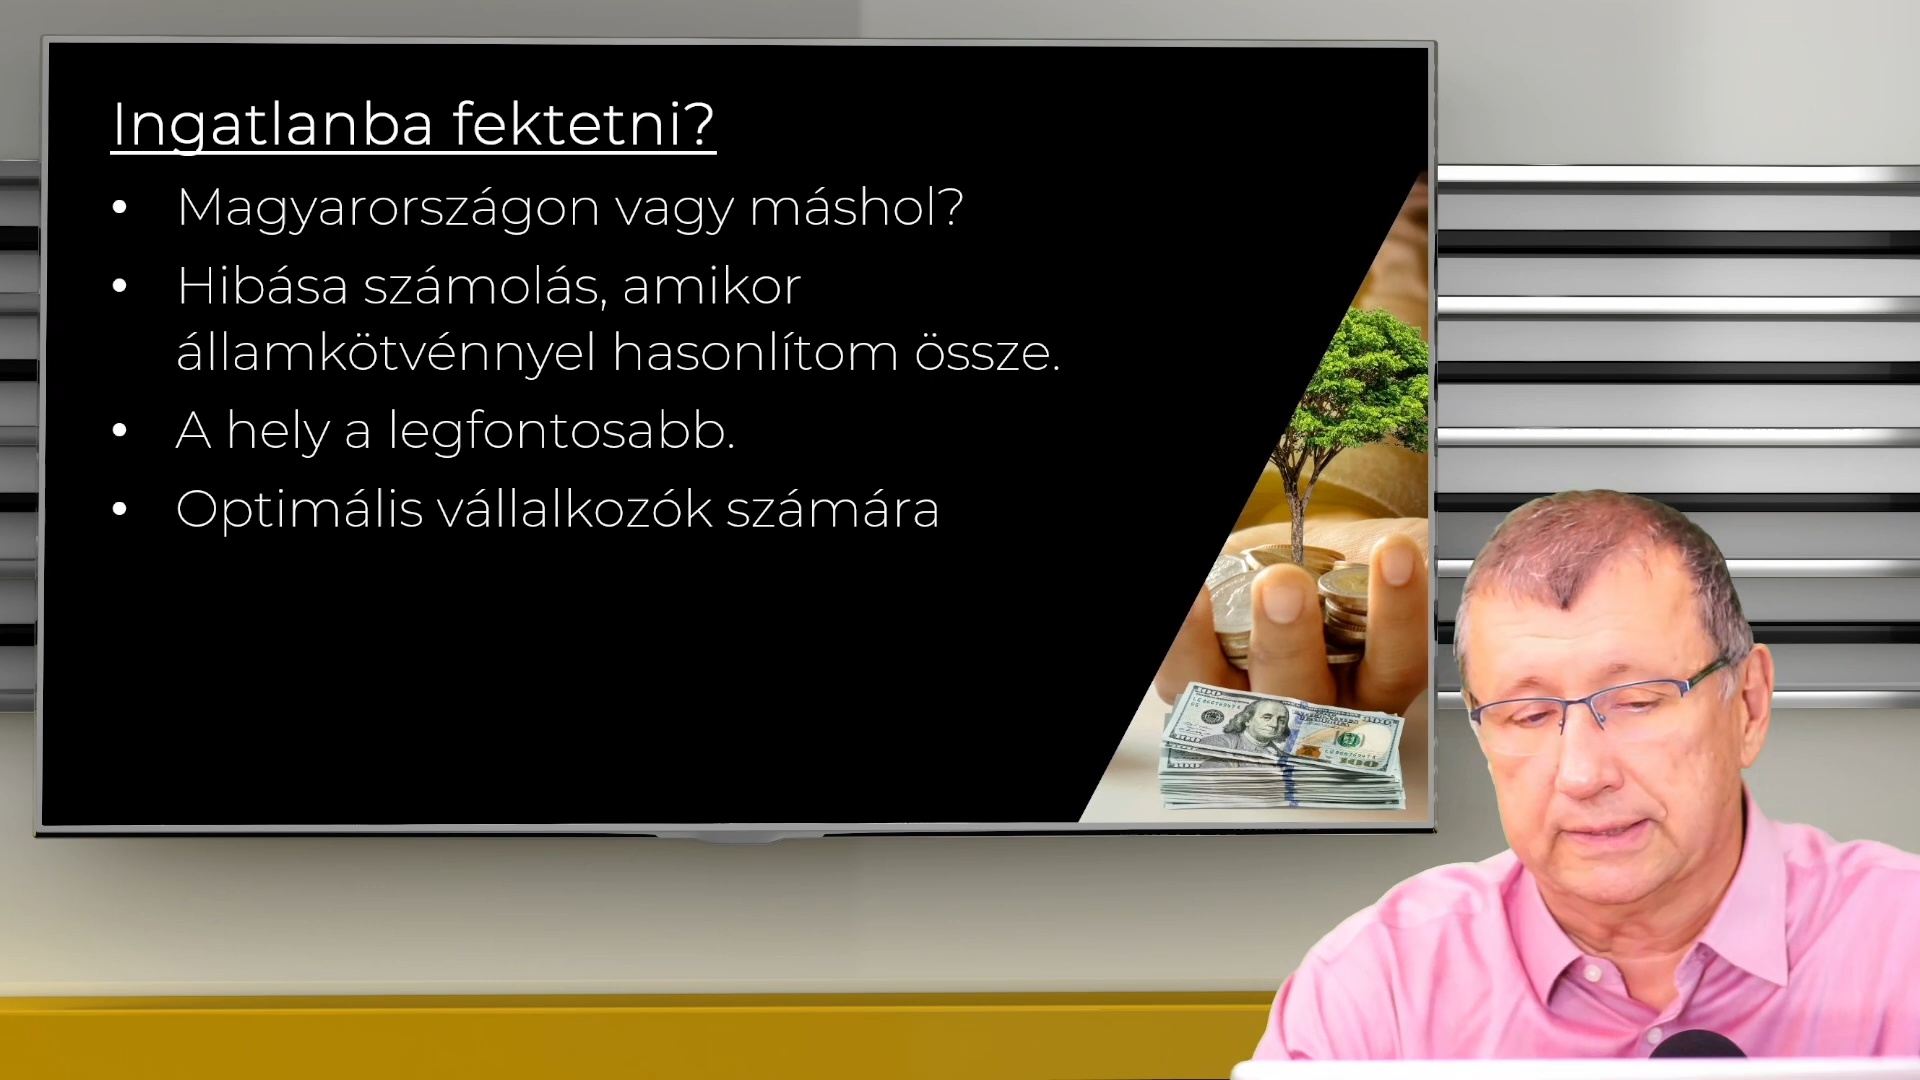 Ingatlanba fektetni?
• Magyarországon vagy máshol?
• Hibása számolás, amikor
államkötvénnyel hasonlítom össze.
• A hely a legfontosabb.
• Optimális vállalkozók számára